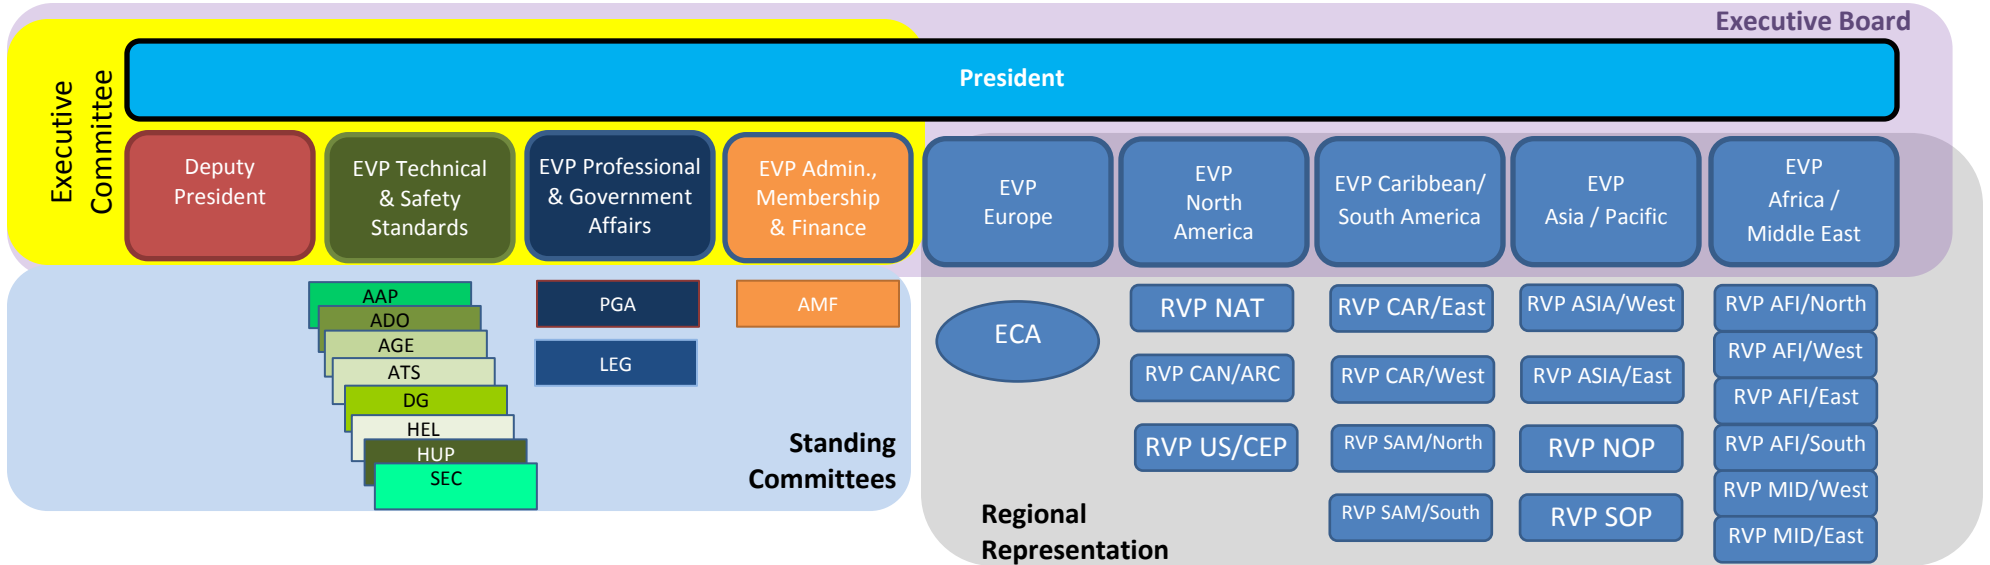 Executive Board
Executive
Committee
President
Deputy
President
EVP Technical
& Safety
Standards
EVP Professional
& Government
Affairs
EVP Admin.,
Membership
& Finance
EVP
Europe
EVP
North
America
EVP Caribbean/
South America
EVP
Asia / Pacific
EVP
Africa /
Middle East
AAP
ADO
AGE
ATS
DG
HEL
HUP
SEC
PGA
LEG
AMF
Standing
Committees
ECA
RVP NAT
RVP CAN/ARC
RVP US/CEP
RVP CAR/East
RVP CAR/West
RVP SAM/North
RVP SAM/South
RVP ASIA/West
RVP ASIA/East
RVP NOP
RVP SOP
RVP AFI/North
RVP AFI/West
RVP AFI/East
RVP AFI/South
RVP MID/West
RVP MID/East
Regional
Representation